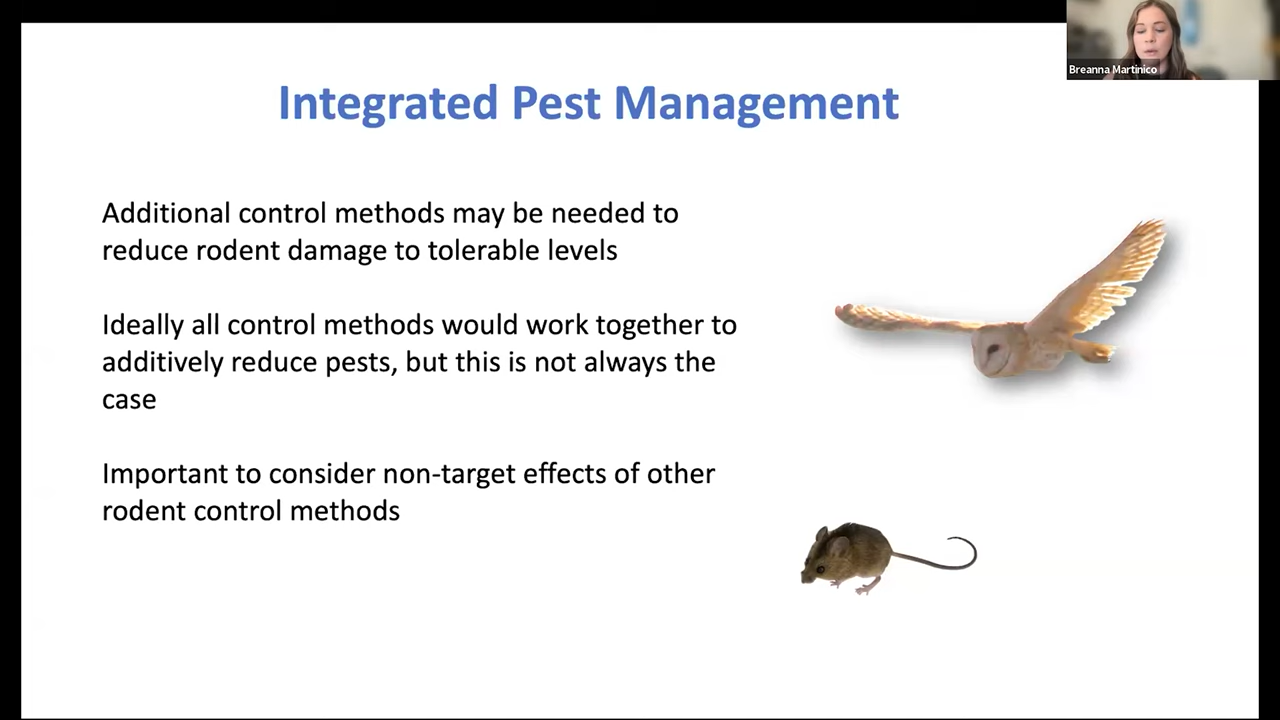 Breanna Martinico
Integrated Pest Management
Additional control methods may be needed to
reduce rodent damage to tolerable levels
Ideally all control methods would work together to
additively reduce pests, but this is not always the
case
Important to consider non-target effects of other
rodent control methods